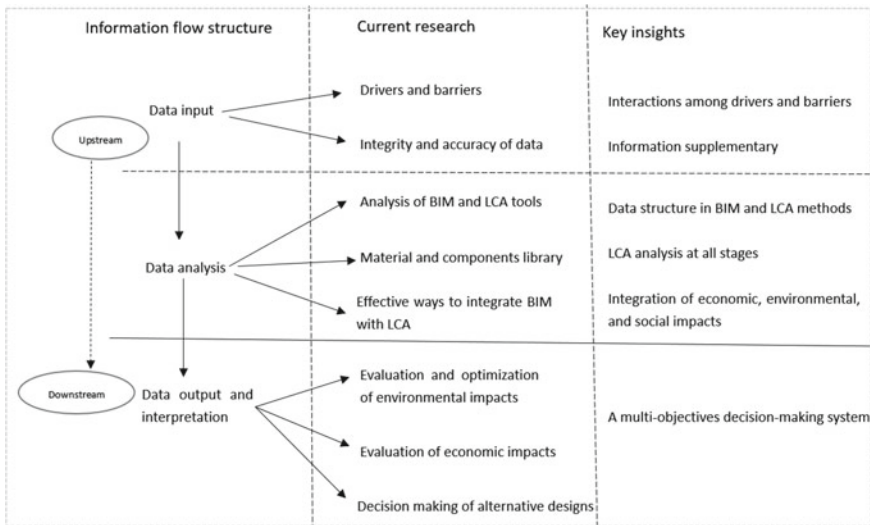 Information flow structure
Current research
Key insights
Data input
Upstream
Drivers and barriers
Integrity and accuracy of data
Interactions among drivers and barriers
Information supplementary
Data analysis
Analysis of BIM and LCA tools
Material and components library
Effective ways to integrate BIM
with LCA
Data structure in BIM and LCA methods
LCA analysis at all stages
Integration of economic, environmental,
and social impacts
Downstream
Data output and
interpretation
Evaluation and optimization
of environmental impacts
Evaluation of economic impacts
Decision making of alternative designs
A multi-objectives decision-making system